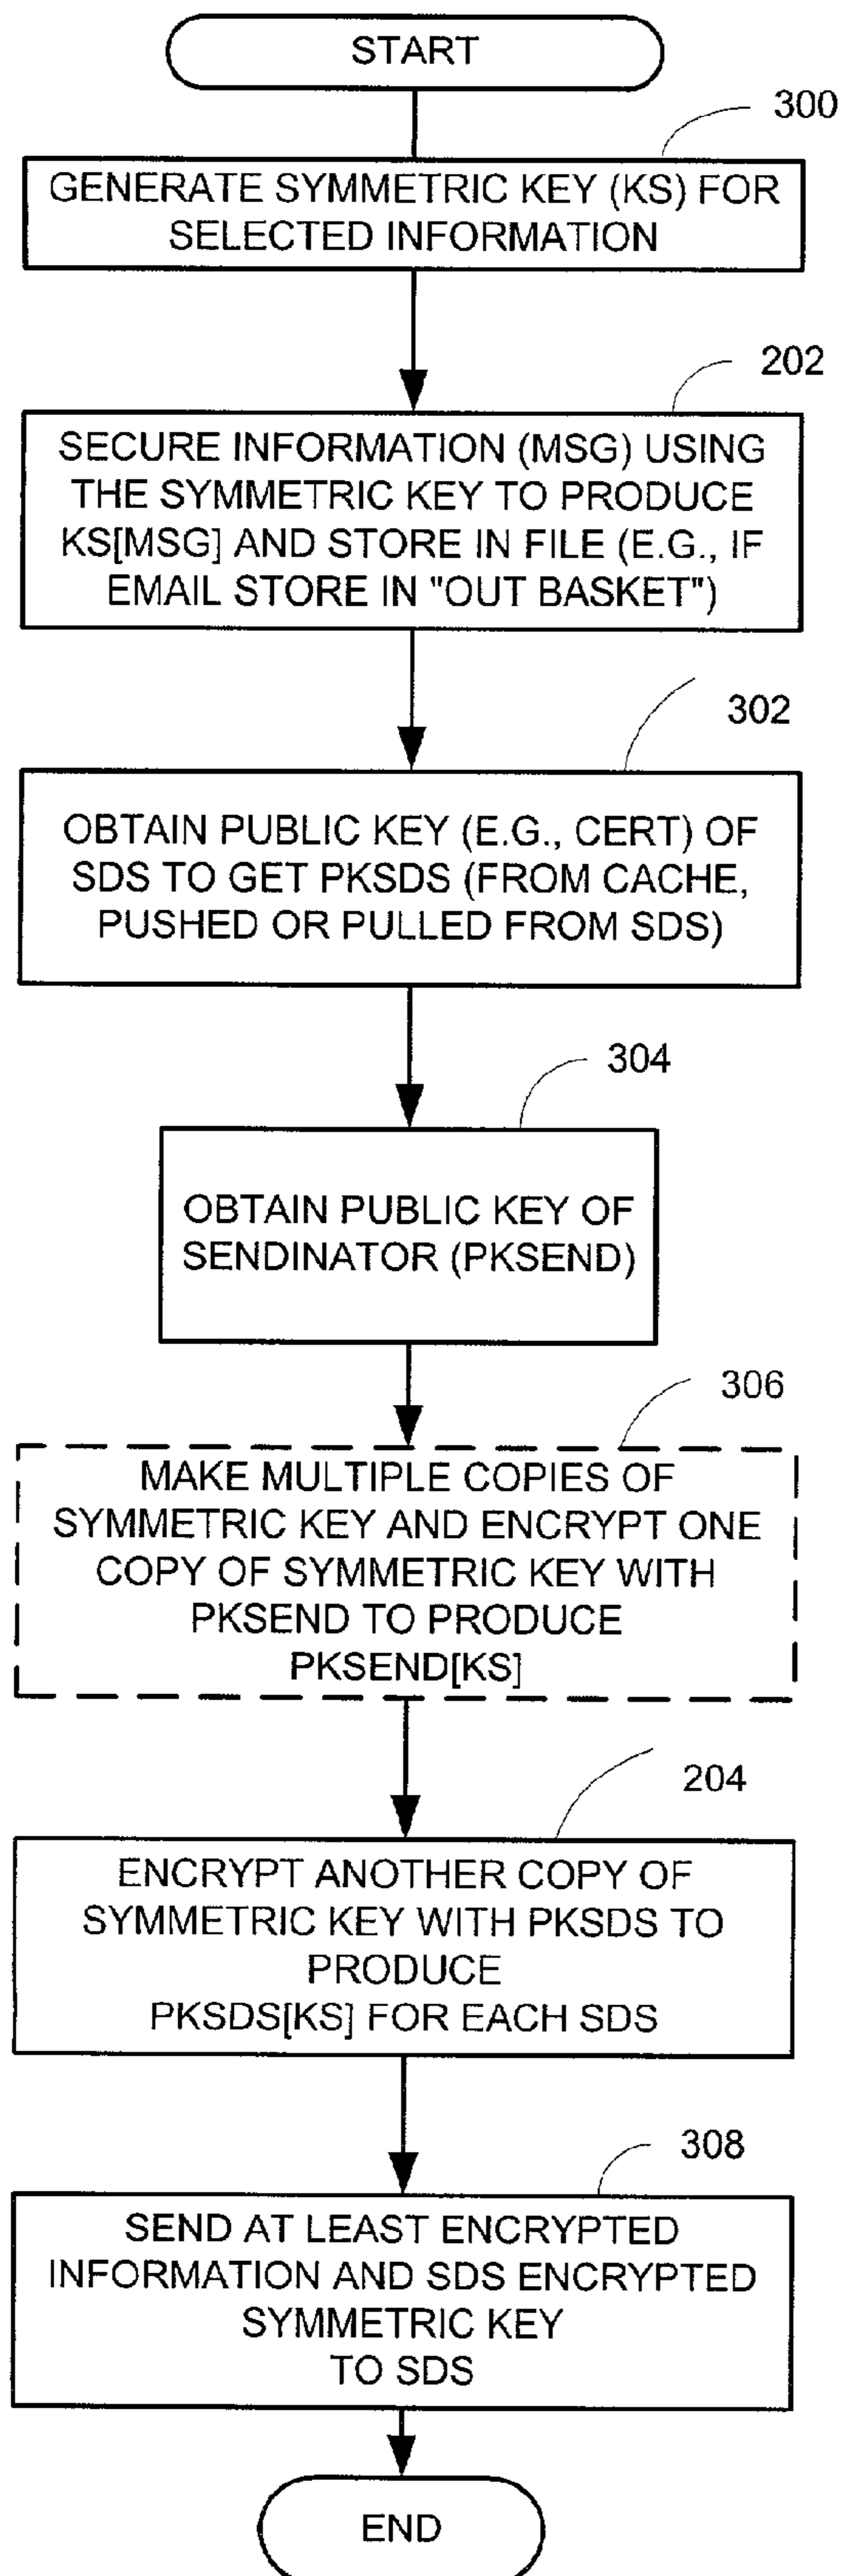 START
300
GENERATE SYMMETRIC KEY (KS) FOR
SELECTED INFORMATION
202
SECURE INFORMATION (MSG) USING
THE SYMMETRIC KEY TO PRODUCE
KS[MSG] AND STORE IN FILE (E.G., IF
EMAIL STORE IN "OUT BASKET")
302
OBTAIN PUBLIC KEY (E.G., CERT) OF
SDS TO GET PKSDS (FROM CACHE,
PUSHED OR PULLED FROM SDS)
304
OBTAIN PUBLIC KEY OF
SENDINATOR (PKSEND)
306
MAKE MULTIPLE COPIES OF
SYMMETRIC KEY AND ENCRYPT ONE
COPY OF SYMMETRIC KEY WITH
PKSEND TO PRODUCE
PKSEND[KS]
204
ENCRYPT ANOTHER COPY OF
SYMMETRIC KEY WITH PKSDS TO
PRODUCE
PKSDS[KS] FOR EACH SDS
308
SEND AT LEAST ENCRYPTED
INFORMATION AND SDS ENCRYPTED
SYMMETRIC KEY
TO SDS
END